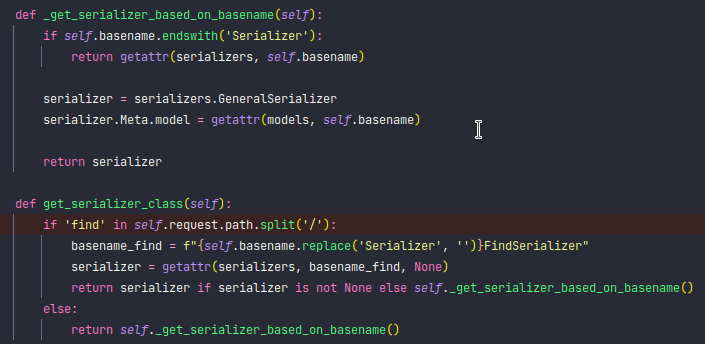 def _get_serializer_based_on_basename(self):
if self.basename.endswith('Serializer'):
return getattr(serializers, self.basename)
serializer = serializers.GeneralSerializer
serializer.Meta.model = getattr(models, self.basename)
return serializer
def get_serializer_class(self):
if 'find' in self.request.path.split('/'):
basename_find = f"{self.basename.replace('Serializer', '')}FindSerializer"
serializer = getattr(serializers, basename_find, None)
return serializer if serializer is not None else self._get_serializer_based_on_basename()
else:
return self._get_serializer_based_on_basename()